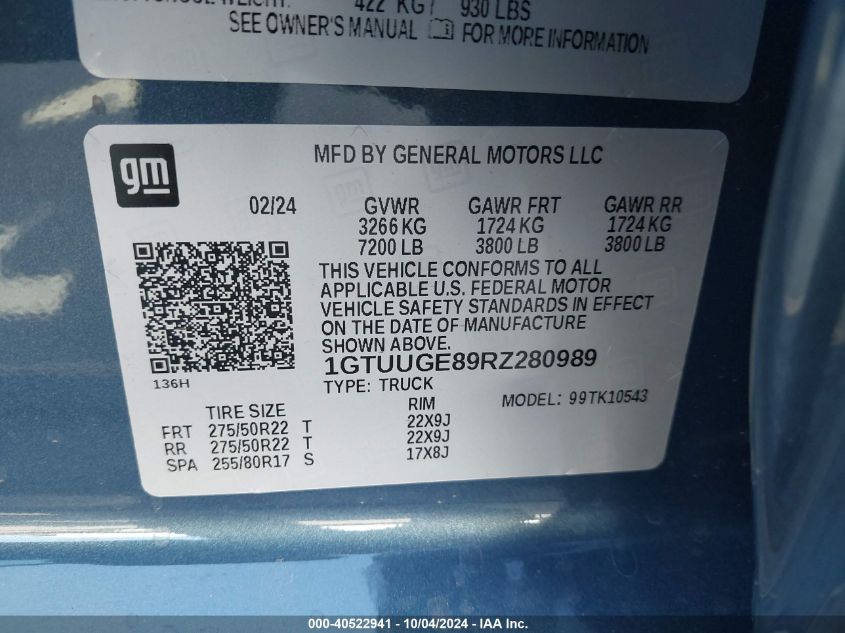 422 KG / 930 LBS
SEE OWNER'S MANUAL FOR MORE INFORMATION
gm
MFD BY GENERAL MOTORS LLC
02/24 GVWR GAWR FRT GAWR RR
3266 KG 1724 KG 1724 KG
7200 LB 3800 LB 3800 LB
THIS VEHICLE CONFORMS TO ALL
APPLICABLE U.S. FEDERAL MOTOR
VEHICLE SAFETY STANDARDS IN EFFECT
ON THE DATE OF MANUFACTURE
SHOWN ABOVE.
1GTUUGE89RZ280989
136H
TYPE: TRUCK
MODEL: 99TK10543
TIRE SIZE RIM
FRT 275/50R22 T 22X9J
RR 275/50R22 T 22X9J
SPA 255/80R17 S 17X8J
000-40522941 - 10/04/2024 - IAA Inc.